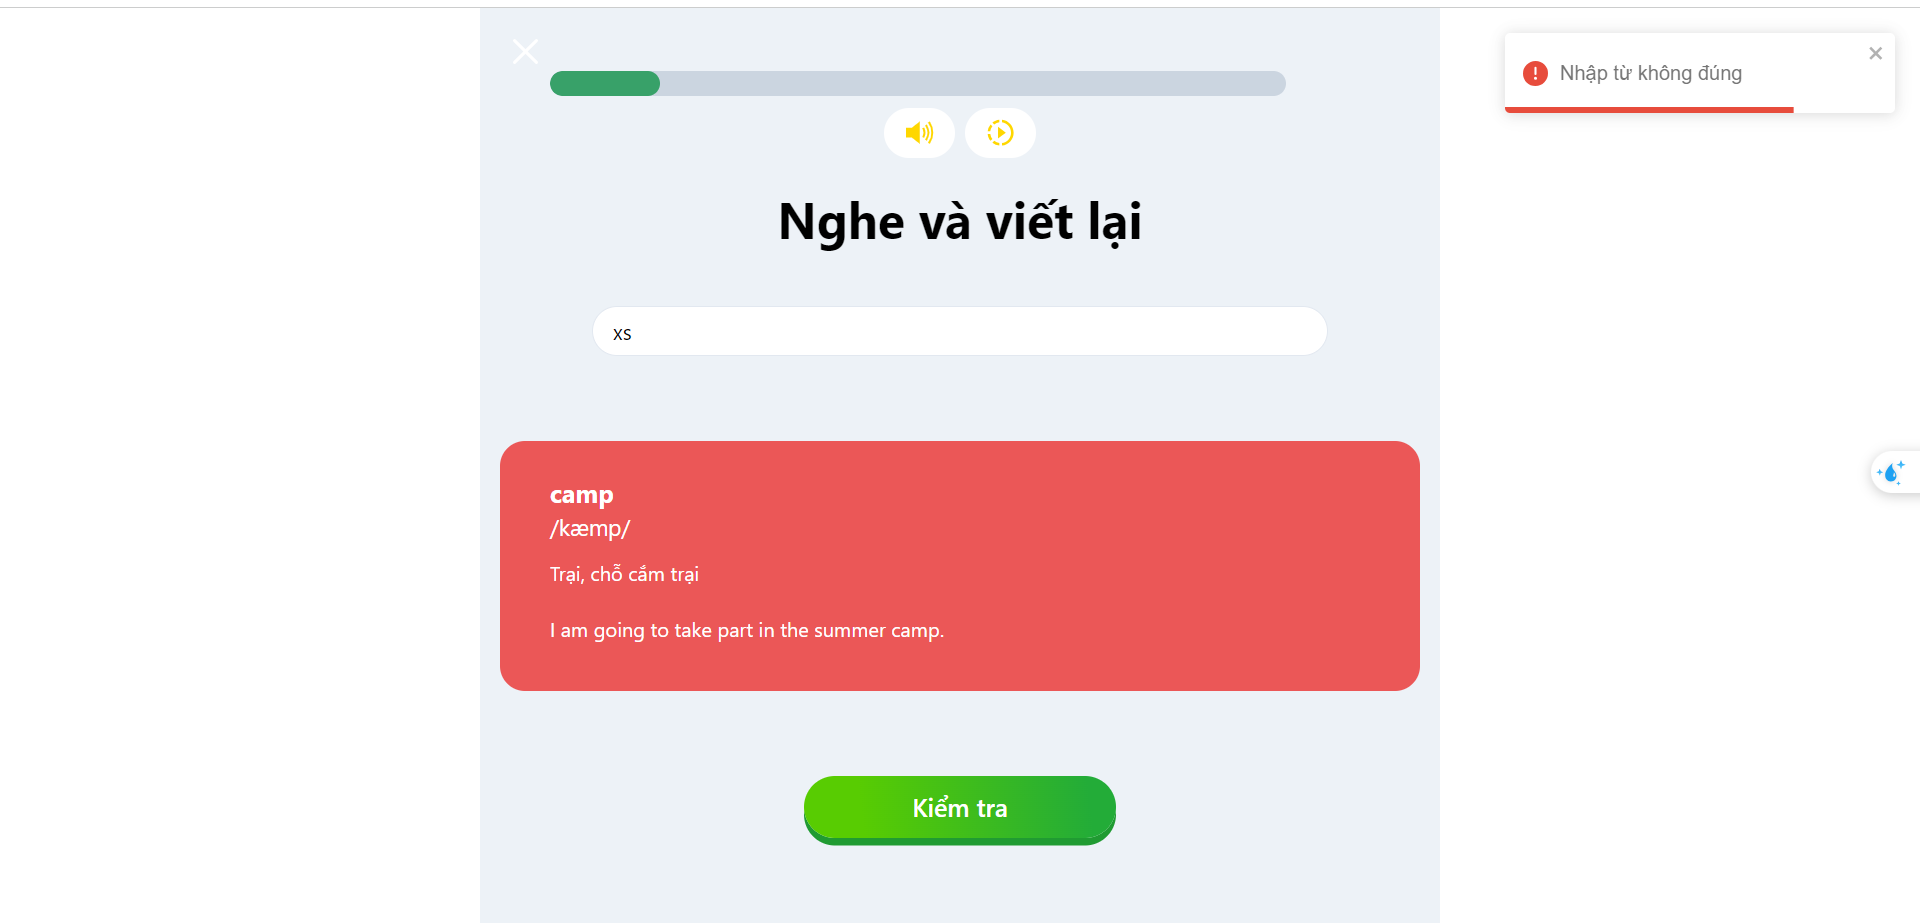 Nhập từ không đúng
Nghe và viết lại
xs
camp
/kæmp/
Trại, chỗ cắm trại
I am going to take part in the summer camp.
Kiểm tra